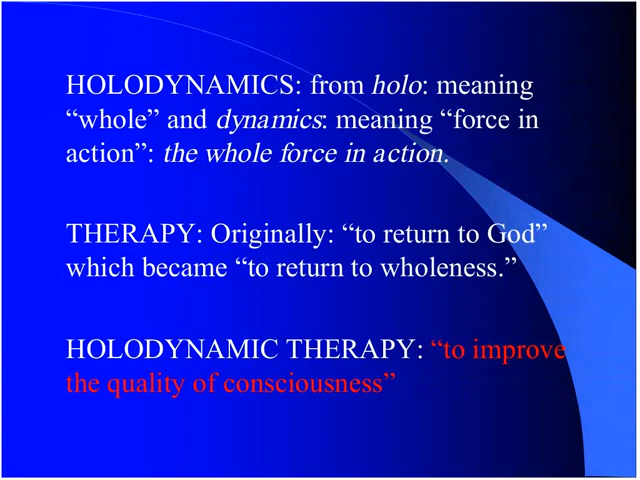 HOLODYNAMICS: from holo: meaning
“whole” and dynamics: meaning “force in
action”: the whole force in action.
THERAPY: Originally: “to return to God”
which became “to return to wholeness.”
HOLODYNAMIC THERAPY: “to improve
the quality of consciousness”